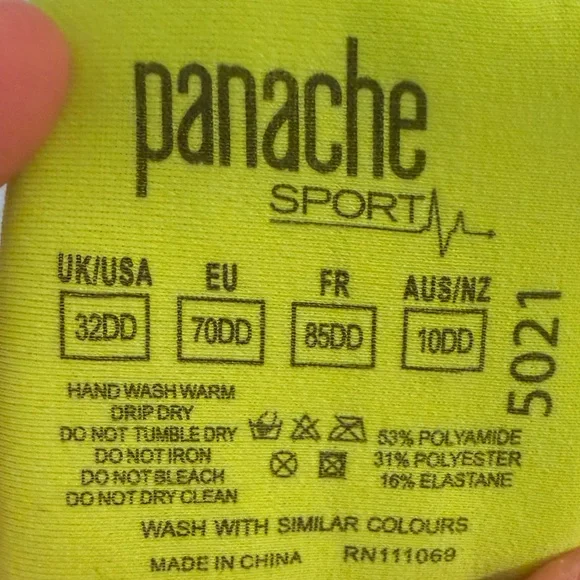 panache
SPORT
UK/USA EU FR AUS/NZ
32DD 70DD 85DD 10DD
5021
HAND WASH WARM
DRIP DRY
DO NOT TUMBLE DRY
DO NOT IRON
DO NOT BLEACH
DO NOT DRY CLEAN
53% POLYAMIDE
31% POLYESTER
16% ELASTANE
WASH WITH SIMILAR COLOURS
MADE IN CHINA RN111069